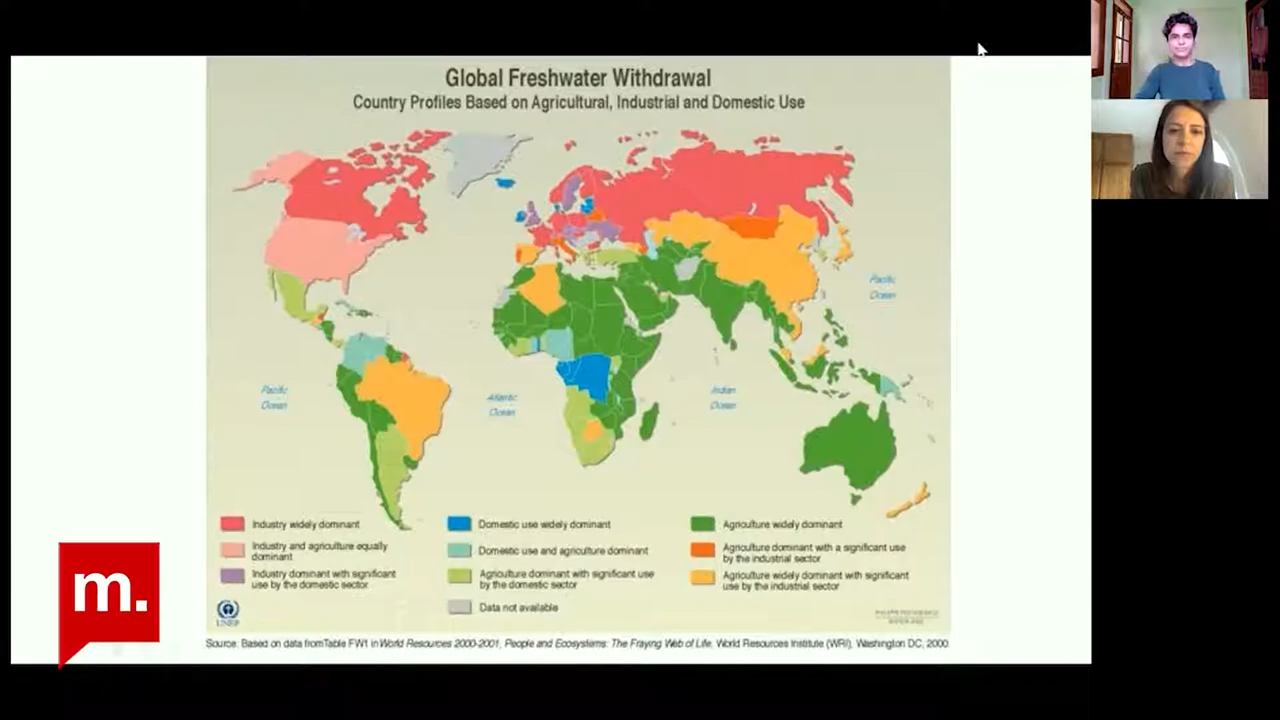 Global Freshwater Withdrawal
Country Profiles Based on Agricultural, Industrial and Domestic Use
Pacific
Ocean
Pacific
Ocean
Atlantic
Ocean
Indian
Ocean
Industry widely dominant
Industry and agriculture equally
dominant
Industry dominant with significant
use by the domestic sector
Domestic use widely dominant
Domestic use and agriculture dominant
Agriculture dominant with significant use
by the domestic sector
Data not available
Agriculture widely dominant
Agriculture dominant with a significant use
by the industrial sector
Agriculture widely dominant with significant
use by the industrial sector
m.
UNEP
Source: Based on data fromTable FW1 in World Resources 2000-2001, People and Ecosystems: The Fraying Web of Life, World Resources Institute (WRI), Washington DC, 2000.